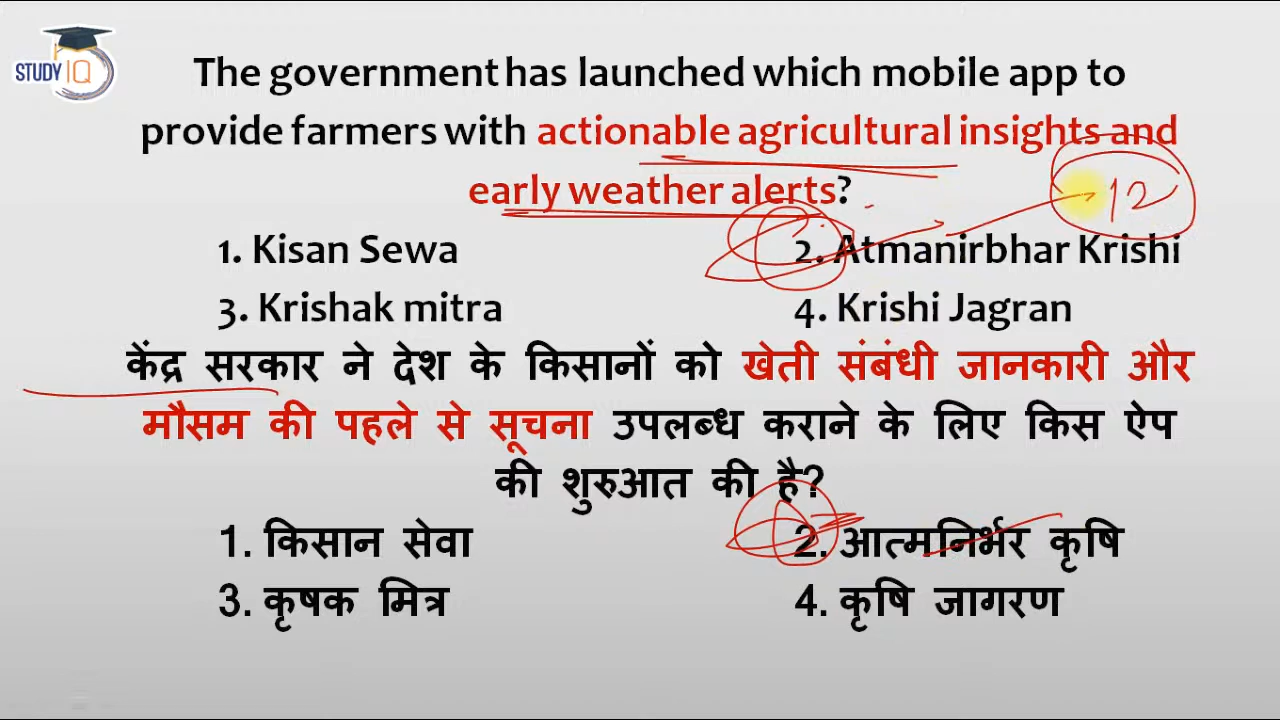 STUDY IQ
The government has launched which mobile app to
provide farmers with actionable agricultural insights and
early weather alerts?
12
1. Kisan Sewa 2. Atmanirbhar Krishi
3. Krishak mitra 4. Krishi Jagran
केंद्र सरकार ने देश के किसानों को खेती संबंधी जानकारी और
मौसम की पहले से सूचना उपलब्ध कराने के लिए किस ऐप
की शुरुआत की है?
1. किसान सेवा 2. आत्मनिर्भर कृषि
3. कृषक मित्र 4. कृषि जागरण